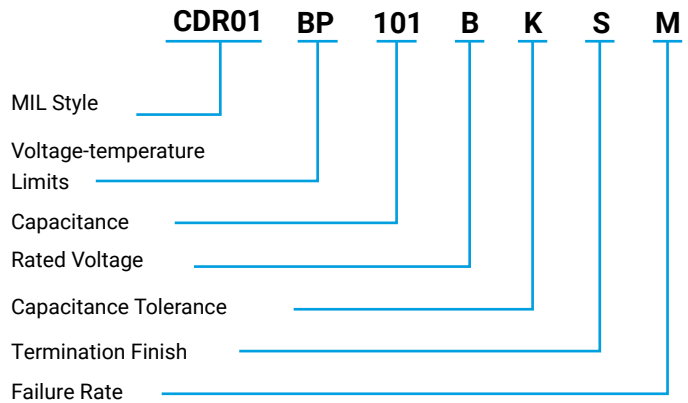 CDR01 BP 101 B K S M
MIL Style
Voltage-temperature
Limits
Capacitance
Rated Voltage
Capacitance Tolerance
Termination Finish
Failure Rate